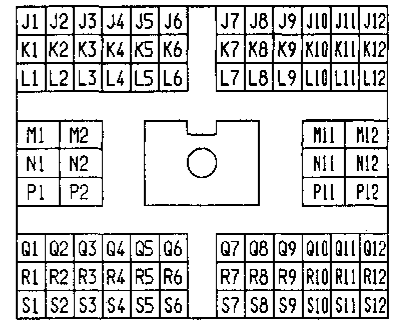 J1 J2 J3 J4 J5 J6 J7 J8 J9 J10 J11 J12
K1 K2 K3 K4 K5 K6 K7 K8 K9 K10 K11 K12
L1 L2 L3 L4 L5 L6 L7 L8 L9 L10 L11 L12
M1 M2 M11 M12
N1 N2 N11 N12
P1 P2 P11 P12
Q1 Q2 Q3 Q4 Q5 Q6 Q7 Q8 Q9 Q10 Q11 Q12
R1 R2 R3 R4 R5 R6 R7 R8 R9 R10 R11 R12
S1 S2 S3 S4 S5 S6 S7 S8 S9 S10 S11 S12